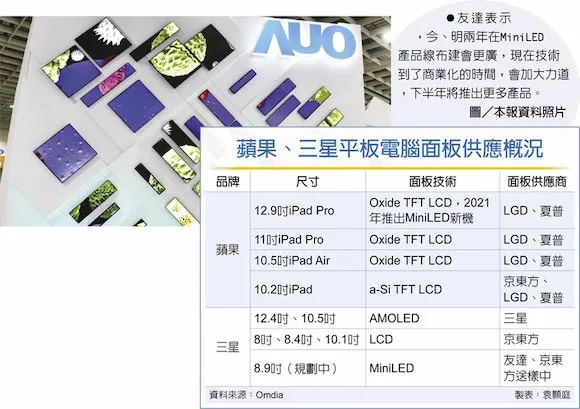 AUO
●友達表示
，今、明兩年在MiniLED
產品線布建會更廣，現在技術
到了商業化的時間，會加大力道
，下半年將推出更多產品。
圖／本報資料照片
蘋果、三星平板電腦面板供應概況
品牌 尺寸 面板技術 面板供應商
蘋果
12.9吋iPad Pro Oxide TFT LCD，2021 LGD、夏普
年推出MiniLED新機
11吋iPad Pro Oxide TFT LCD LGD、夏普
10.5吋iPad Air Oxide TFT LCD LGD、夏普
10.2吋iPad a-Si TFT LCD 京東方、
LGD、夏普
三星
12.4吋、10.5吋 AMOLED 三星
8吋、8.4吋、10.1吋 LCD 京東方
8.9吋（規劃中） MiniLED 友達、京東
方送樣中
資料來源：Omdia 製表：袁顥庭